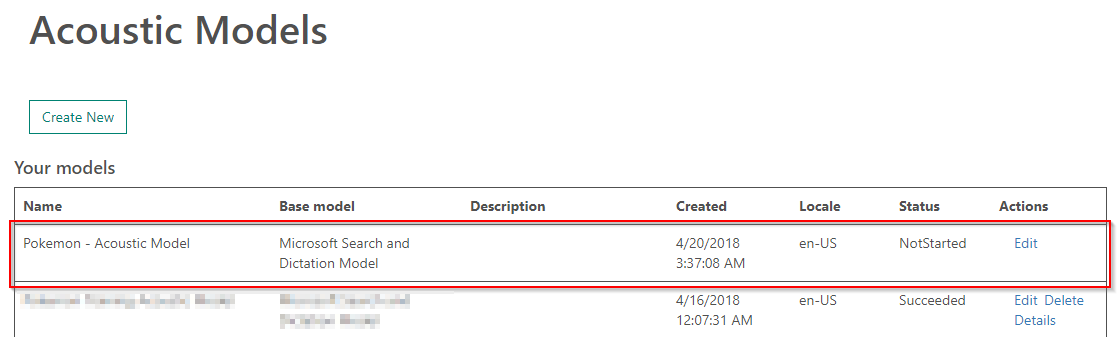 Acoustic Models
Create New
Your models
Name Base model Description Created Locale Status Actions
Pokemon - Acoustic Model Microsoft Search and 4/20/2018 en-US NotStarted Edit
Dictation Model 3:37:08 AM
4/16/2018 en-US Succeeded Edit Delete
12:07:31 AM Details